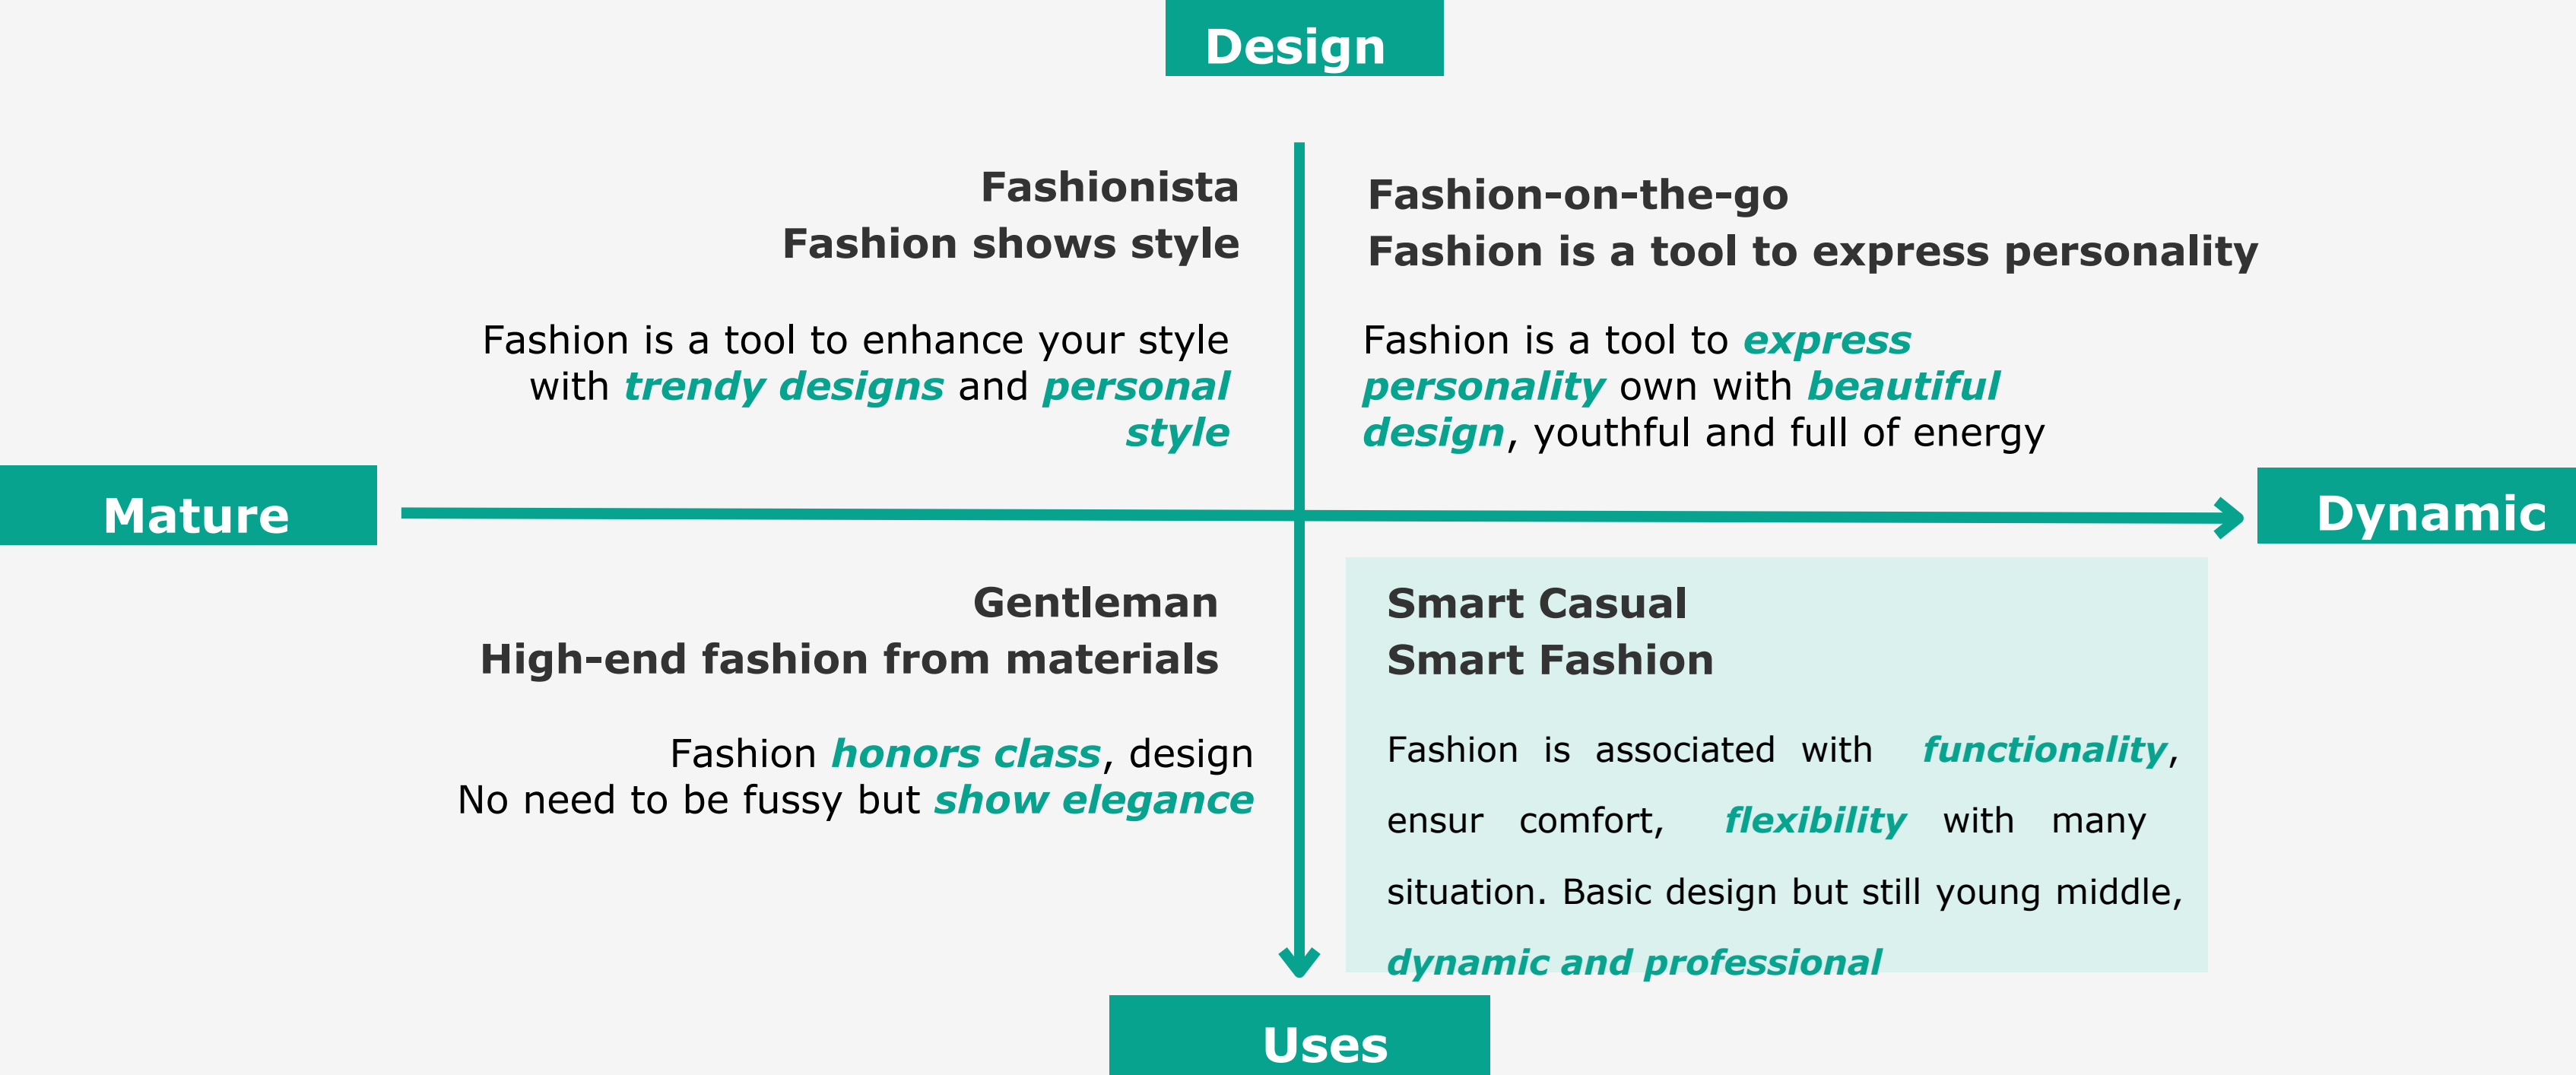 Design
Fashionista
Fashion shows style
Fashion is a tool to enhance your style
with trendy designs and personal
style
Fashion-on-the-go
Fashion is a tool to express personality
Fashion is a tool to express
personality own with beautiful
design, youthful and full of energy
Mature
Dynamic
Gentleman
High-end fashion from materials
Fashion honors class, design
No need to be fussy but show elegance
Smart Casual
Smart Fashion
Fashion is associated with functionality,
ensur comfort, flexibility with many
situation. Basic design but still young middle,
dynamic and professional
Uses